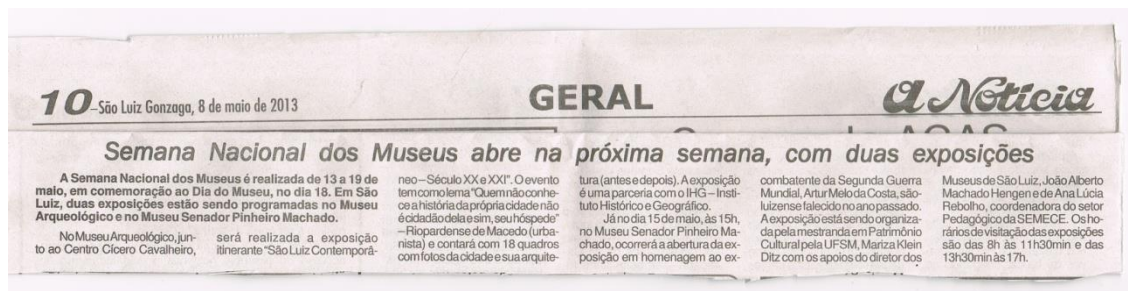 10 – São Luiz Gonzaga, 8 de maio de 2013
GERAL
A Notícia
Semana Nacional dos Museus abre na próxima semana, com duas exposições
A Semana Nacional dos Museus é realizada de 13 a 19 de
maio, em comemoração ao Dia do Museu, no dia 18. Em São
Luiz, duas exposições estão sendo programadas no Museu
Arqueológico e no Museu Senador Pinheiro Machado.
No Museu Arqueológico, jun-
to ao Centro Cícero Cavalheiro,
será realizada a exposição
itinerante "São Luiz Contemporâ-
neo – Século XX e XXI". O evento
tem como lema "Quem não conhe-
ce a história da própria cidade não
é cidadão dela e sim, seu hóspede"
– Riopardense de Macedo (urba-
nista) e contará com 18 quadros
com fotos da cidade e sua arquite-
tura (antes e depois). A exposição
é uma parceria com o IHG – Insti-
tuto Histórico e Geográfico.
Já no dia 15 de maio, às 15h,
no Museu Senador Pinheiro Ma-
chado, ocorrerá a abertura da ex-
posição em homenagem ao ex-
combatente da Segunda Guerra
Mundial, Artur Melo da Costa, são-
luizense falecido no ano passado.
A exposição está sendo organiza-
da pela mestranda em Patrimônio
Cultural pela UFSM, Mariza Klein
Ditz com os apoios do diretor dos
Museus de São Luiz, João Alberto
Machado Hengen e de Ana Lúcia
Rebolho, coordenadora do setor
Pedagógico da SEMECE. Os ho-
rários de visitação das exposições
são das 8h às 11h30min e das
13h30min às 17h.